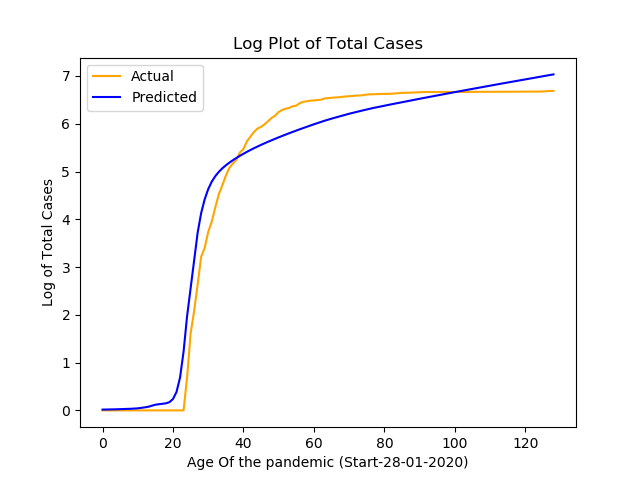 Log Plot of Total Cases
Actual
Predicted
Log of Total Cases
7
6
5
4
3
2
1
0
0 20 40 60 80 100 120
Age Of the pandemic (Start-28-01-2020)